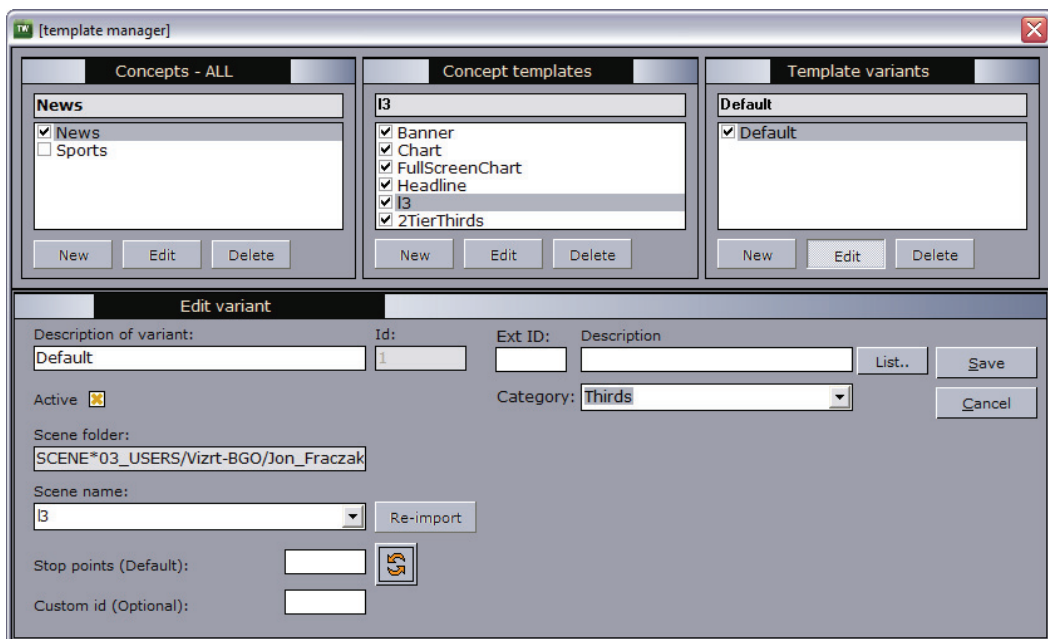 TW [template manager]
Concepts - ALL
News
News
Sports
New Edit Delete
Concept templates
l3
Banner
Chart
FullScreenChart
Headline
l3
2TierThirds
New Edit Delete
Template variants
Default
Default
New Edit Delete
Edit variant
Description of variant: Id: Ext ID: Description
Default 1 List.. Save
Active Category: Thirds Cancel
Scene folder:
SCENE*03_USERS/Vizrt-BGO/Jon_Fraczak
Scene name:
l3 Re-import
Stop points (Default):
Custom id (Optional):